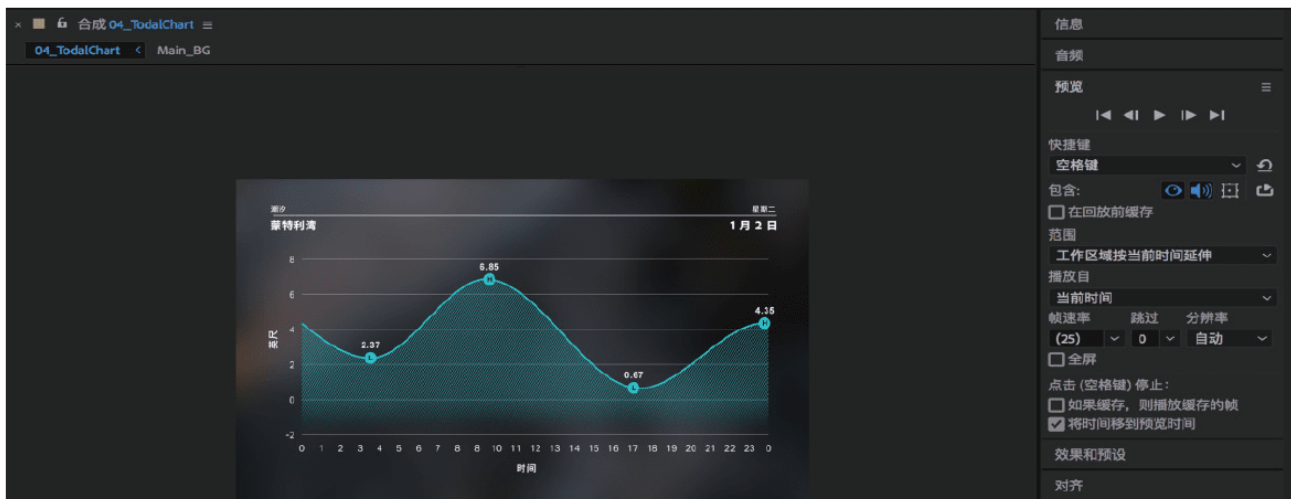 × 合成 04_TodalChart ≡
04_TodalChart < Main_BG
潮汐 星期二
蒙特利湾 1月2日
8
6.85
H
6
4.35
H
4
英尺
2.37
L
2
0.67
L
0
-2
0 1 2 3 4 5 6 7 8 8 10 11 12 13 14 15 16 17 18 19 20 21 22 23 0
时间
信息
音频
预览 ≡
快捷键
空格键
包含:
在回放前缓存
范围
工作区域按当前时间延伸
播放目
当前时间
帧速率 跳过 分辨率
(25) 0 自动
全屏
点击 (空格键) 停止:
如果缓存，则播放缓存的帧
将时间移到预览时间
效果和预设
对齐